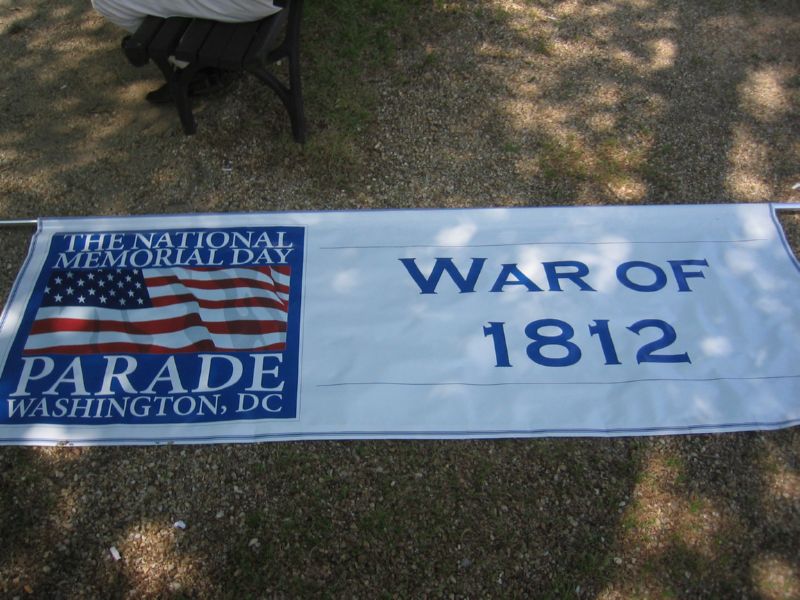 THE NATIONAL
MEMORIAL DAY
PARADE
WASHINGTON, DC
WAR OF
1812